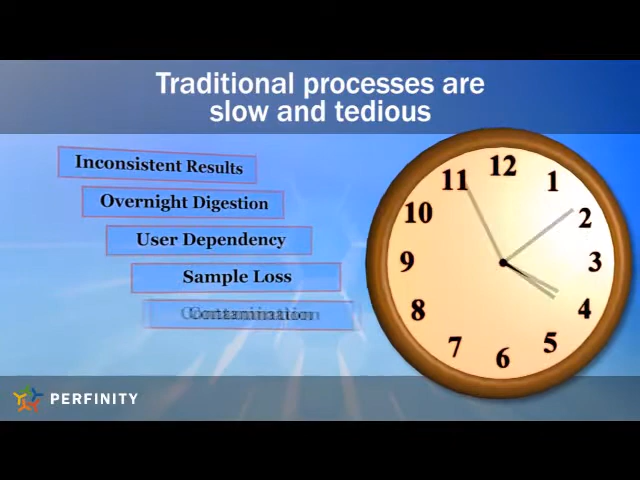 Traditional processes are
slow and tedious
Inconsistent Results
Overnight Digestion
User Dependency
Sample Loss
Contamination
12
1
2
3
4
5
6
7
8
9
10
11
PERFINITY